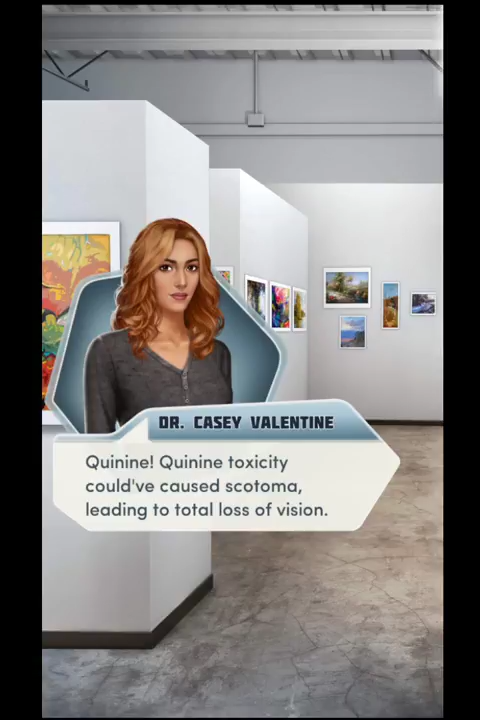 DR. CASEY VALENTINE
Quinine! Quinine toxicity
could've caused scotoma,
leading to total loss of vision.